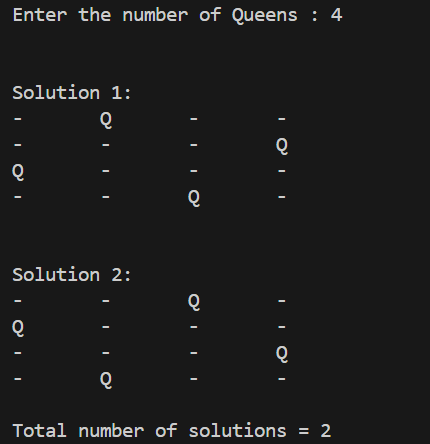 Enter the number of Queens : 4
Solution 1:
- Q - -
- - - Q
Q - - -
- - Q -
Solution 2:
- - Q -
Q - - -
- - - Q
- Q - -
Total number of solutions = 2